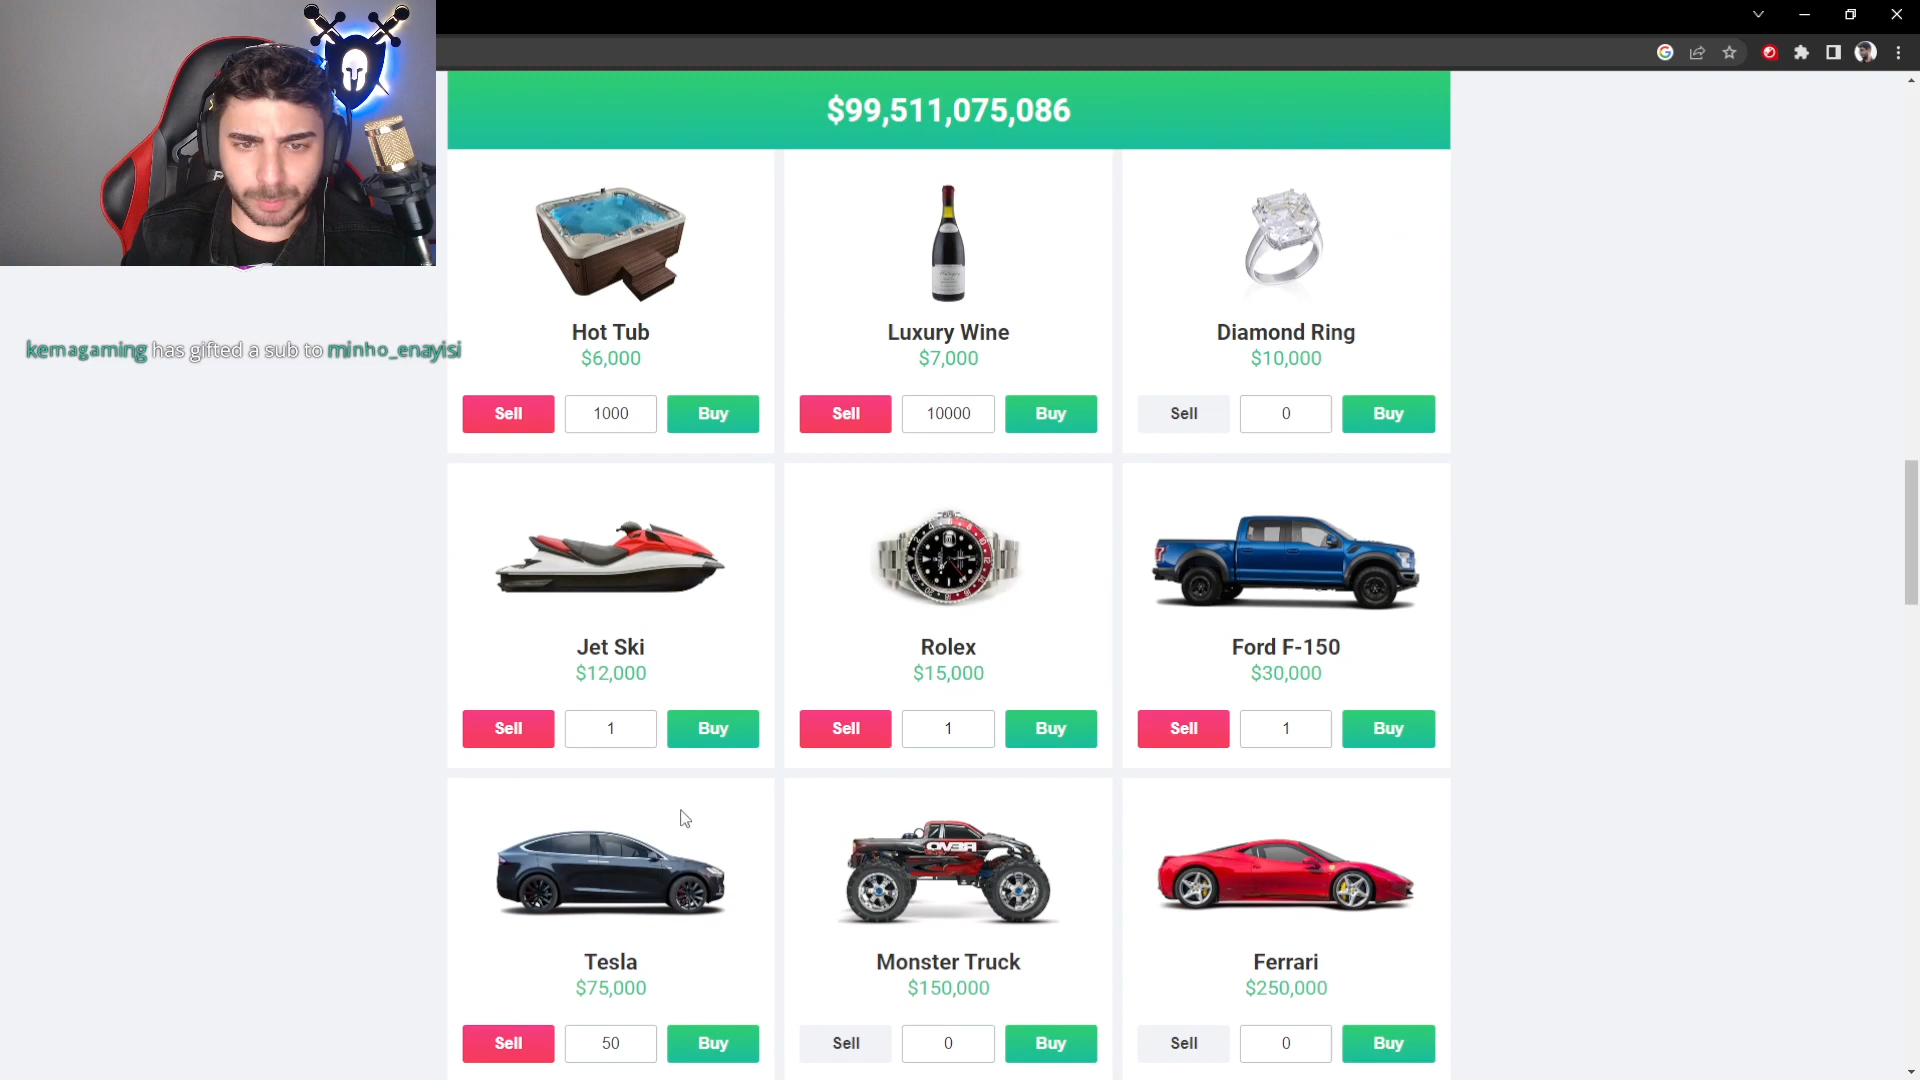 $99,511,075,086
kemagaming has gifted a sub to minho_enayisi
Hot Tub
$6,000
Sell 1000 Buy
Luxury Wine
$7,000
Sell 10000 Buy
Diamond Ring
$10,000
Sell 0 Buy
Jet Ski
$12,000
Sell 1 Buy
Rolex
$15,000
Sell 1 Buy
Ford F-150
$30,000
Sell 1 Buy
Tesla
$75,000
Sell 50 Buy
Monster Truck
$150,000
Sell 0 Buy
Ferrari
$250,000
Sell 0 Buy